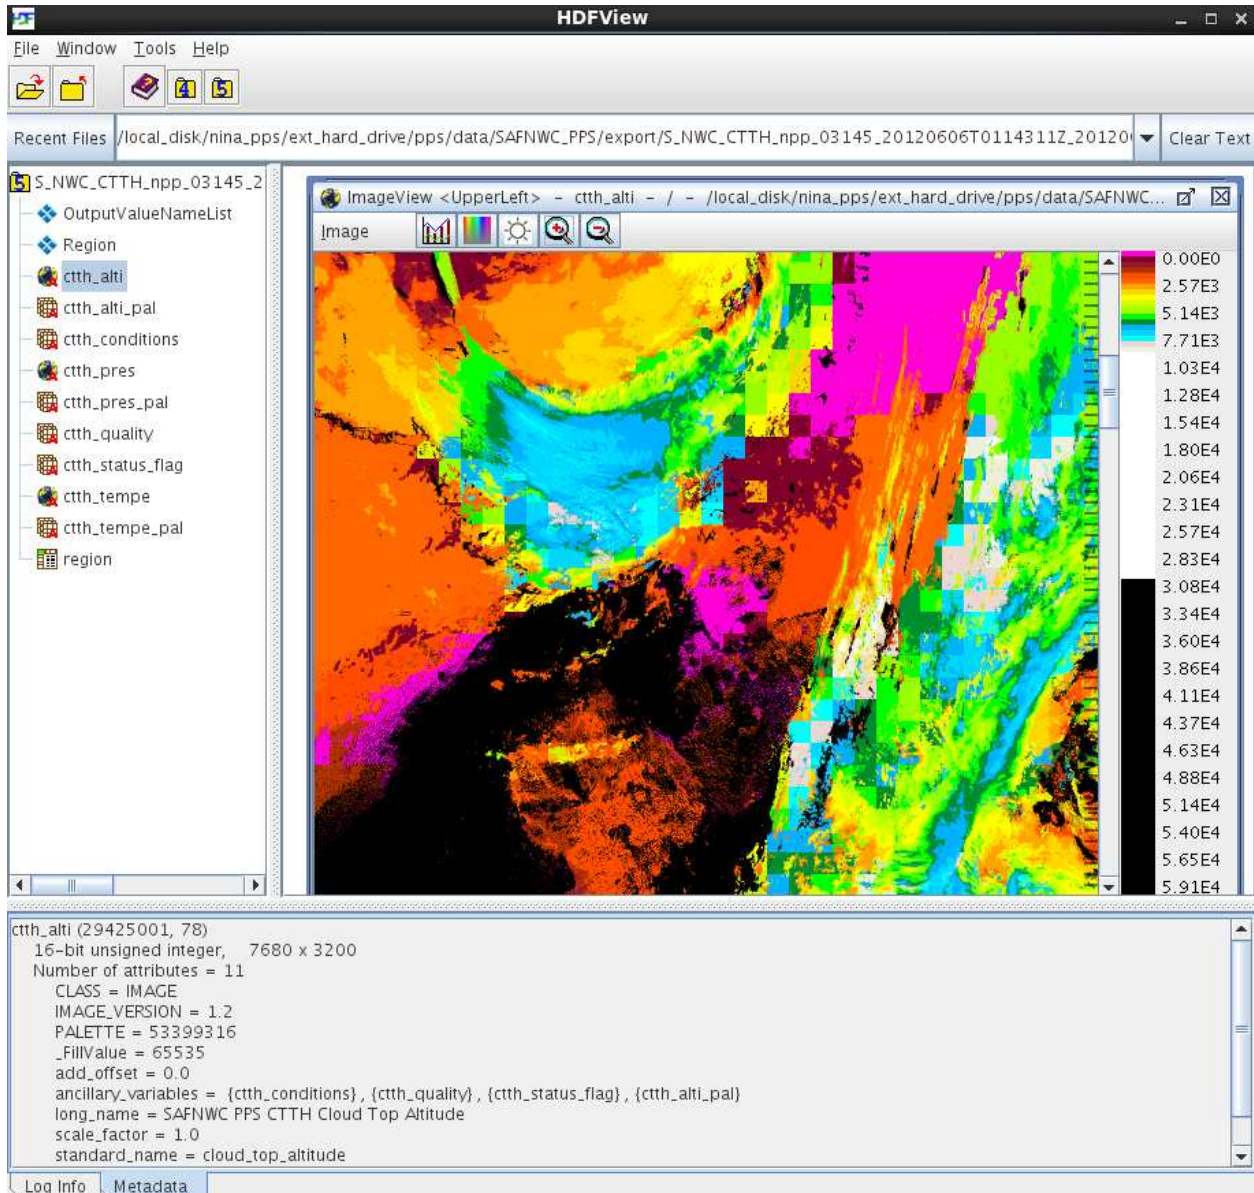 HDFView
File Window Tools Help
4 5
Recent Files /local_disk/nina_pps/ext_hard_drive/pps/data/SAFNWC_PPS/export/S_NWC_CTTH_npp_03145_20120606T0114311Z_20120 Clear Text
5 S_NWC_CTTH_npp_03145_2
OutputValueNameList
Region
ctth_alti
ctth_alti_pal
ctth_conditions
ctth_pres
ctth_pres_pal
ctth_quality
ctth_status_flag
ctth_tempe
ctth_tempe_pal
region
ImageView <UpperLeft> - ctth_alti - / - /local_disk/nina_pps/ext_hard_drive/pps/data/SAFNWC...
Image
0.00E0
2.57E3
5.14E3
7.71E3
1.03E4
1.28E4
1.54E4
1.80E4
2.06E4
2.31E4
2.57E4
2.83E4
3.08E4
3.34E4
3.60E4
3.86E4
4.11E4
4.37E4
4.63E4
4.88E4
5.14E4
5.40E4
5.65E4
5.91E4
ctth_alti (29425001, 78)
16-bit unsigned integer, 7680 x 3200
Number of attributes = 11
CLASS = IMAGE
IMAGE_VERSION = 1.2
PALETTE = 53399316
_FillValue = 65535
add_offset = 0.0
ancillary_variables = {ctth_conditions} , {ctth_quality} , {ctth_status_flag} , {ctth_alti_pal}
long_name = SAFNWC PPS CTTH Cloud Top Altitude
scale_factor = 1.0
standard_name = cloud_top_altitude
Log Info Metadata